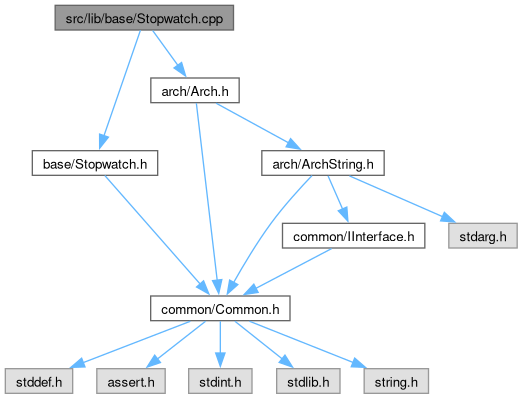 src/lib/base/Stopwatch.cpp
arch/Arch.h
base/Stopwatch.h
arch/ArchString.h
common/IInterface.h
stdarg.h
common/Common.h
stddef.h
assert.h
stdint.h
stdlib.h
string.h